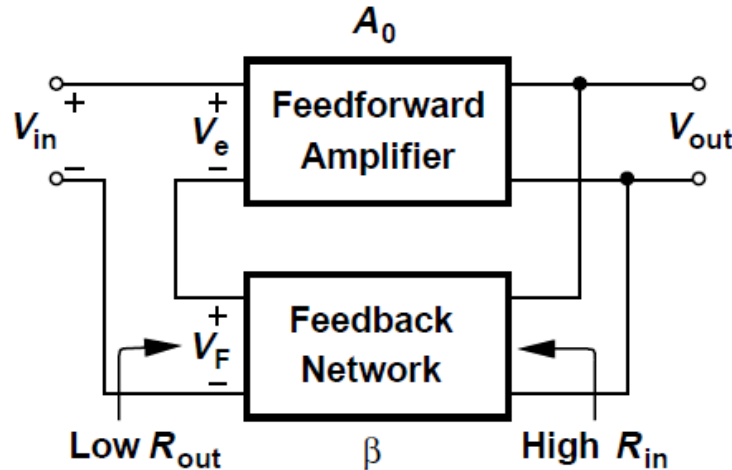 A0
Feedforward
Amplifier
+
Vin
−
+
Ve
−
Vout
Feedback
Network
+
VF
−
Low Rout
β
High Rin